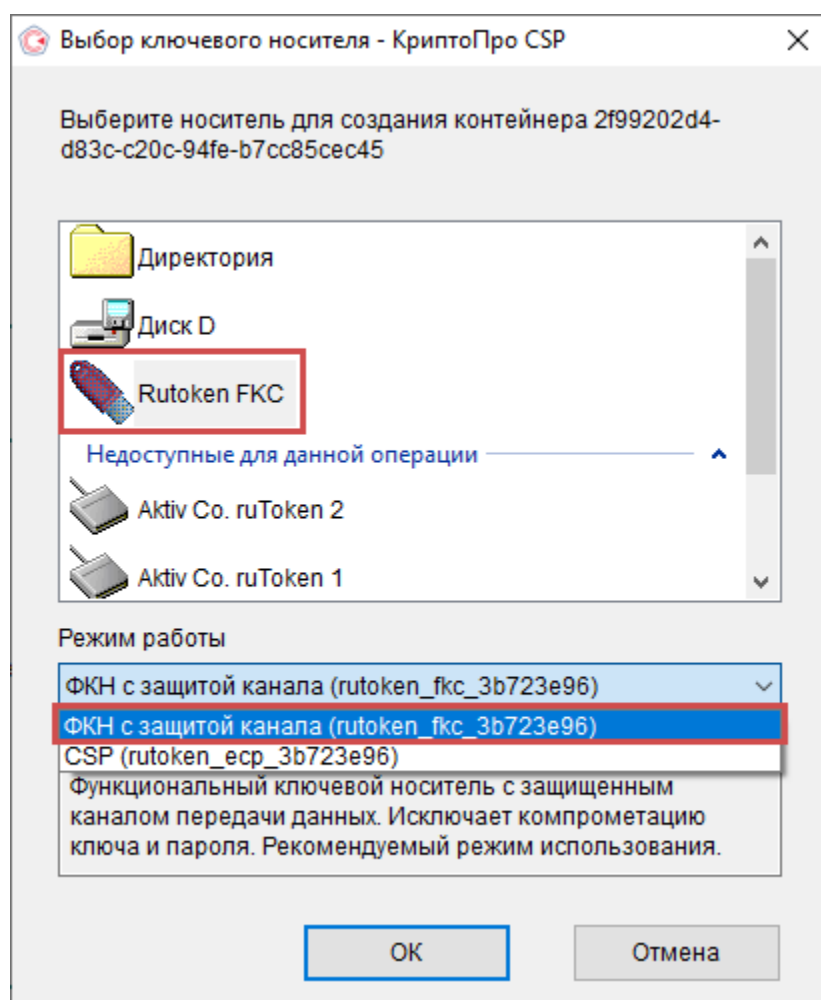 Выбор ключевого носителя - КриптоПро CSP
Выберите носитель для создания контейнера 2f99202d4-
d83c-c20c-94fe-b7cc85cec45
Директория
Диск D
Rutoken FKC
Недоступные для данной операции
Aktiv Co. ruToken 2
Aktiv Co. ruToken 1
Режим работы
ФКН с защитой канала (rutoken_fkc_3b723e96)
ФКН с защитой канала (rutoken_fkc_3b723e96)
CSP (rutoken_ecp_3b723e96)
Функциональный ключевой носитель с защищенным
каналом передачи данных. Исключает компрометацию
ключа и пароля. Рекомендуемый режим использования.
ОК
Отмена